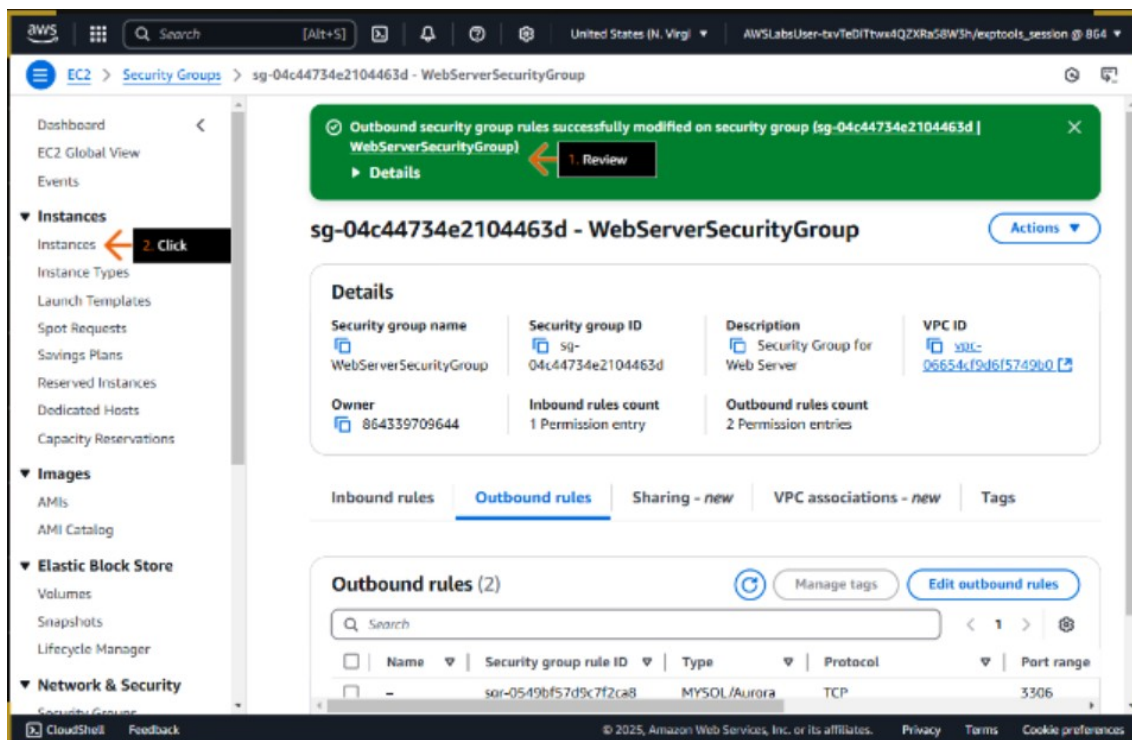 aws Search [Alt+S] United States (N. Virgi AWSLabsUser-txvTeDiTtwx4QZXRaS8W3h/exptools_session @ 864
EC2 > Security Groups > sg-04c44734e2104463d - WebServerSecurityGroup
Dashboard
EC2 Global View
Events
Instances
Instances
2. Click
Instance Types
Launch Templates
Spot Requests
Savings Plans
Reserved Instances
Dedicated Hosts
Capacity Reservations
Images
AMIs
AMI Catalog
Elastic Block Store
Volumes
Snapshots
Lifecycle Manager
Network & Security
Security Groups
Outbound security group rules successfully modified on security group (sg-04c44734e2104463d |
WebServerSecurityGroup)
1. Review
Details
sg-04c44734e2104463d - WebServerSecurityGroup
Actions
Details
Security group name
WebServerSecurityGroup
Security group ID
sg-
04c44734e2104463d
Description
Security Group for
Web Server
VPC ID
vpc-
06654cf9d6f5749b0
Owner
864339709644
Inbound rules count
1 Permission entry
Outbound rules count
2 Permission entries
Inbound rules Outbound rules Sharing - new VPC associations - new Tags
Outbound rules (2) Manage tags Edit outbound rules
Search 1
Name Security group rule ID Type Protocol Port range
– sgr-0549bf57d9c7f2ca8 MYSQL/Aurora TCP 3306
CloudShell Feedback © 2025, Amazon Web Services, Inc. or its affiliates. Privacy Terms Cookie preferences